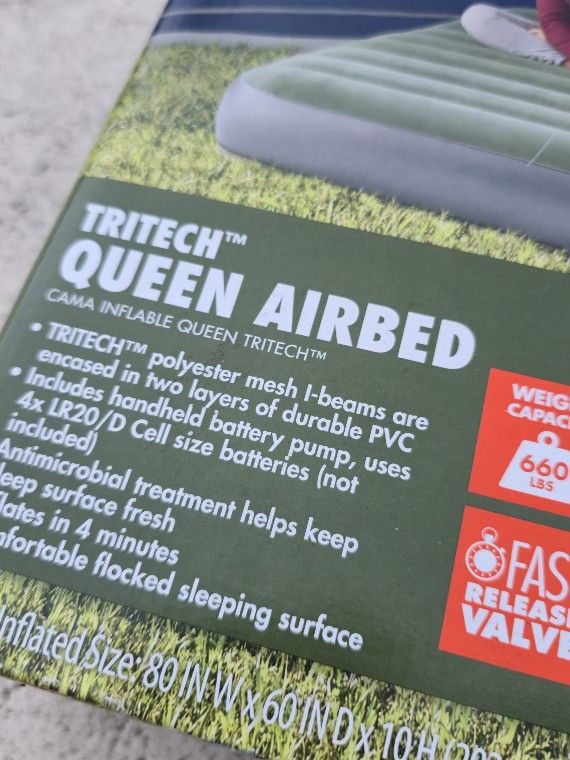 TRITECH™
QUEEN AIRBED
CAMA INFLABLE QUEEN TRITECH™
• TRITECH™ polyester mesh I-beams are
encased in two layers of durable PVC
• Includes handheld battery pump, uses
4x LR20/D Cell size batteries (not
included)
Antimicrobial treatment helps keep
leep surface fresh
flates in 4 minutes
mfortable flocked sleeping surface
Inflated Size: 80 IN W x 60 IN D x 10 H (203
WEIG
CAPAC
660
LBS
FAS
RELEAS
VALVE